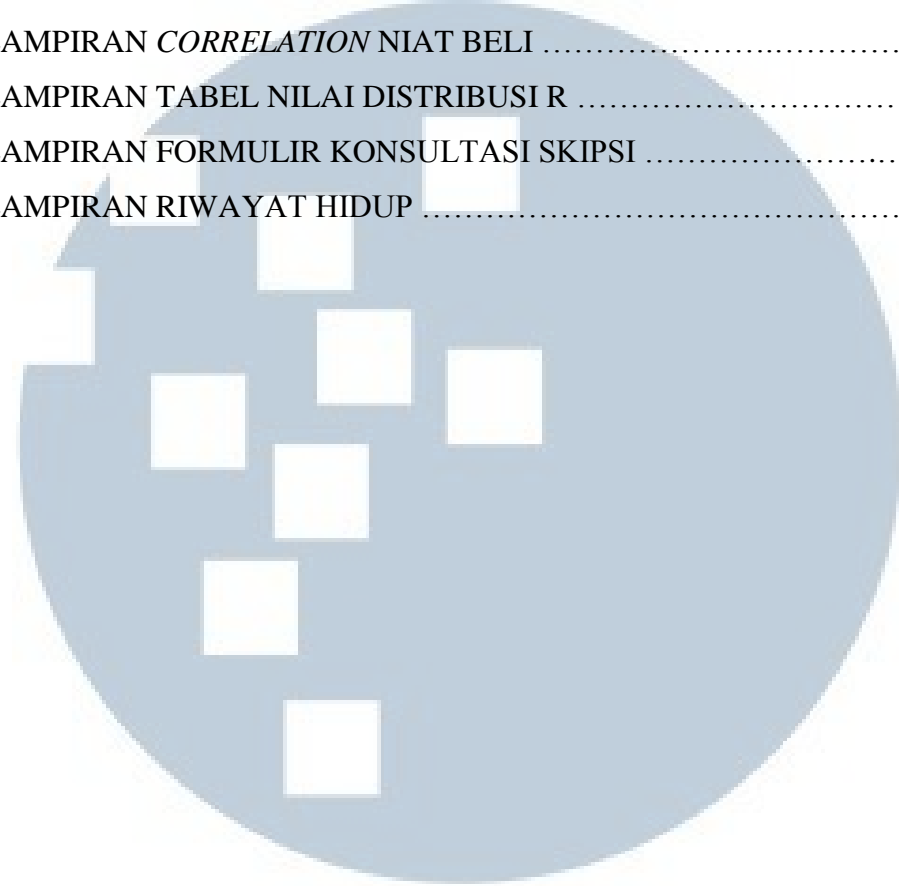 AMPIRAN CORRELATION NIAT BELI ……………………………
AMPIRAN TABEL NILAI DISTRIBUSI R …………………………
AMPIRAN FORMULIR KONSULTASI SKIPSI ……………………
AMPIRAN RIWAYAT HIDUP ………………………………………